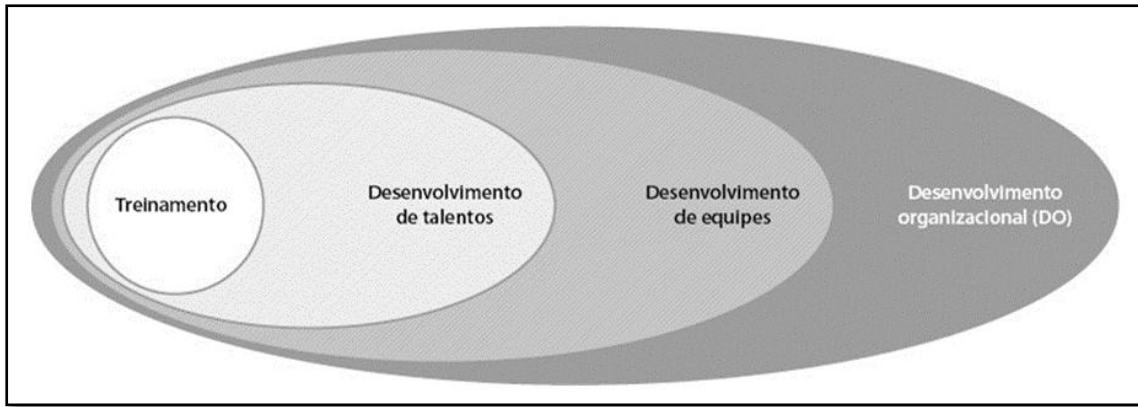 Treinamento
Desenvolvimento
de talentos
Desenvolvimento
de equipes
Desenvolvimento
organizacional (DO)